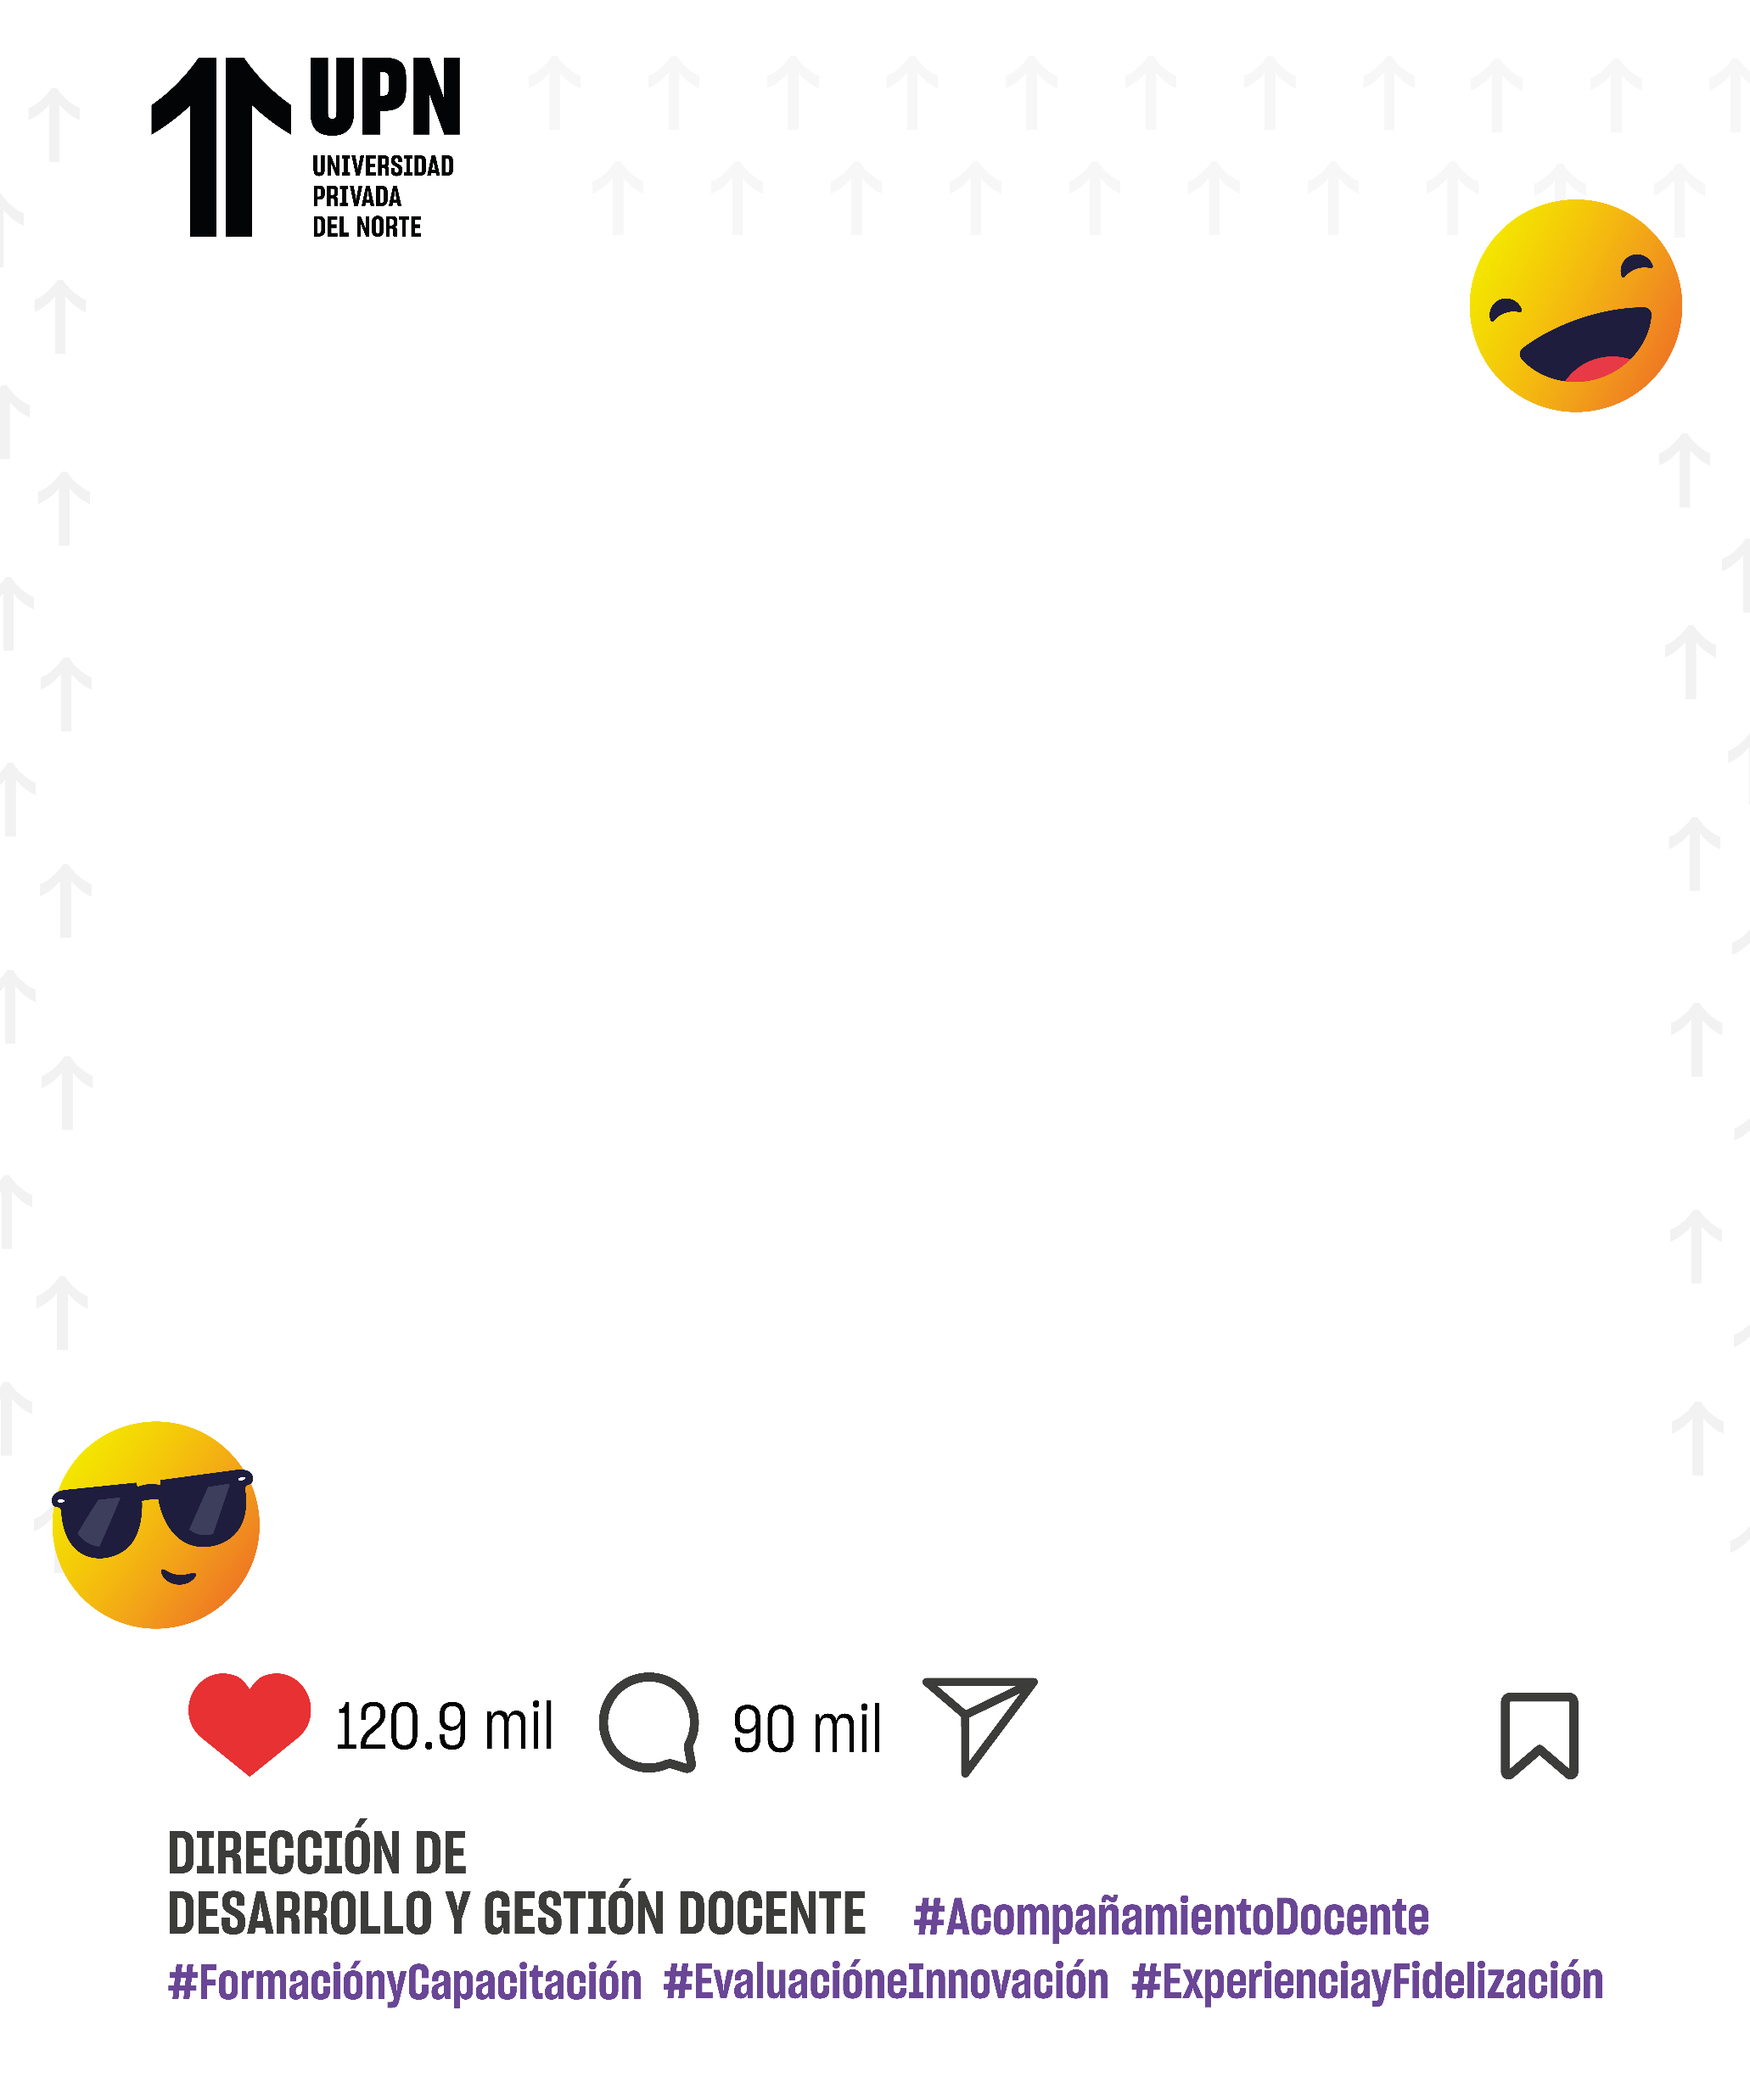 UPN
UNIVERSIDAD
PRIVADA
DEL NORTE
120.9 mil
90 mil
DIRECCIÓN DE
DESARROLLO Y GESTIÓN DOCENTE #AcompañamientoDocente
#FormaciónyCapacitación #EvaluacióneInnovación #ExperienciayFidelización